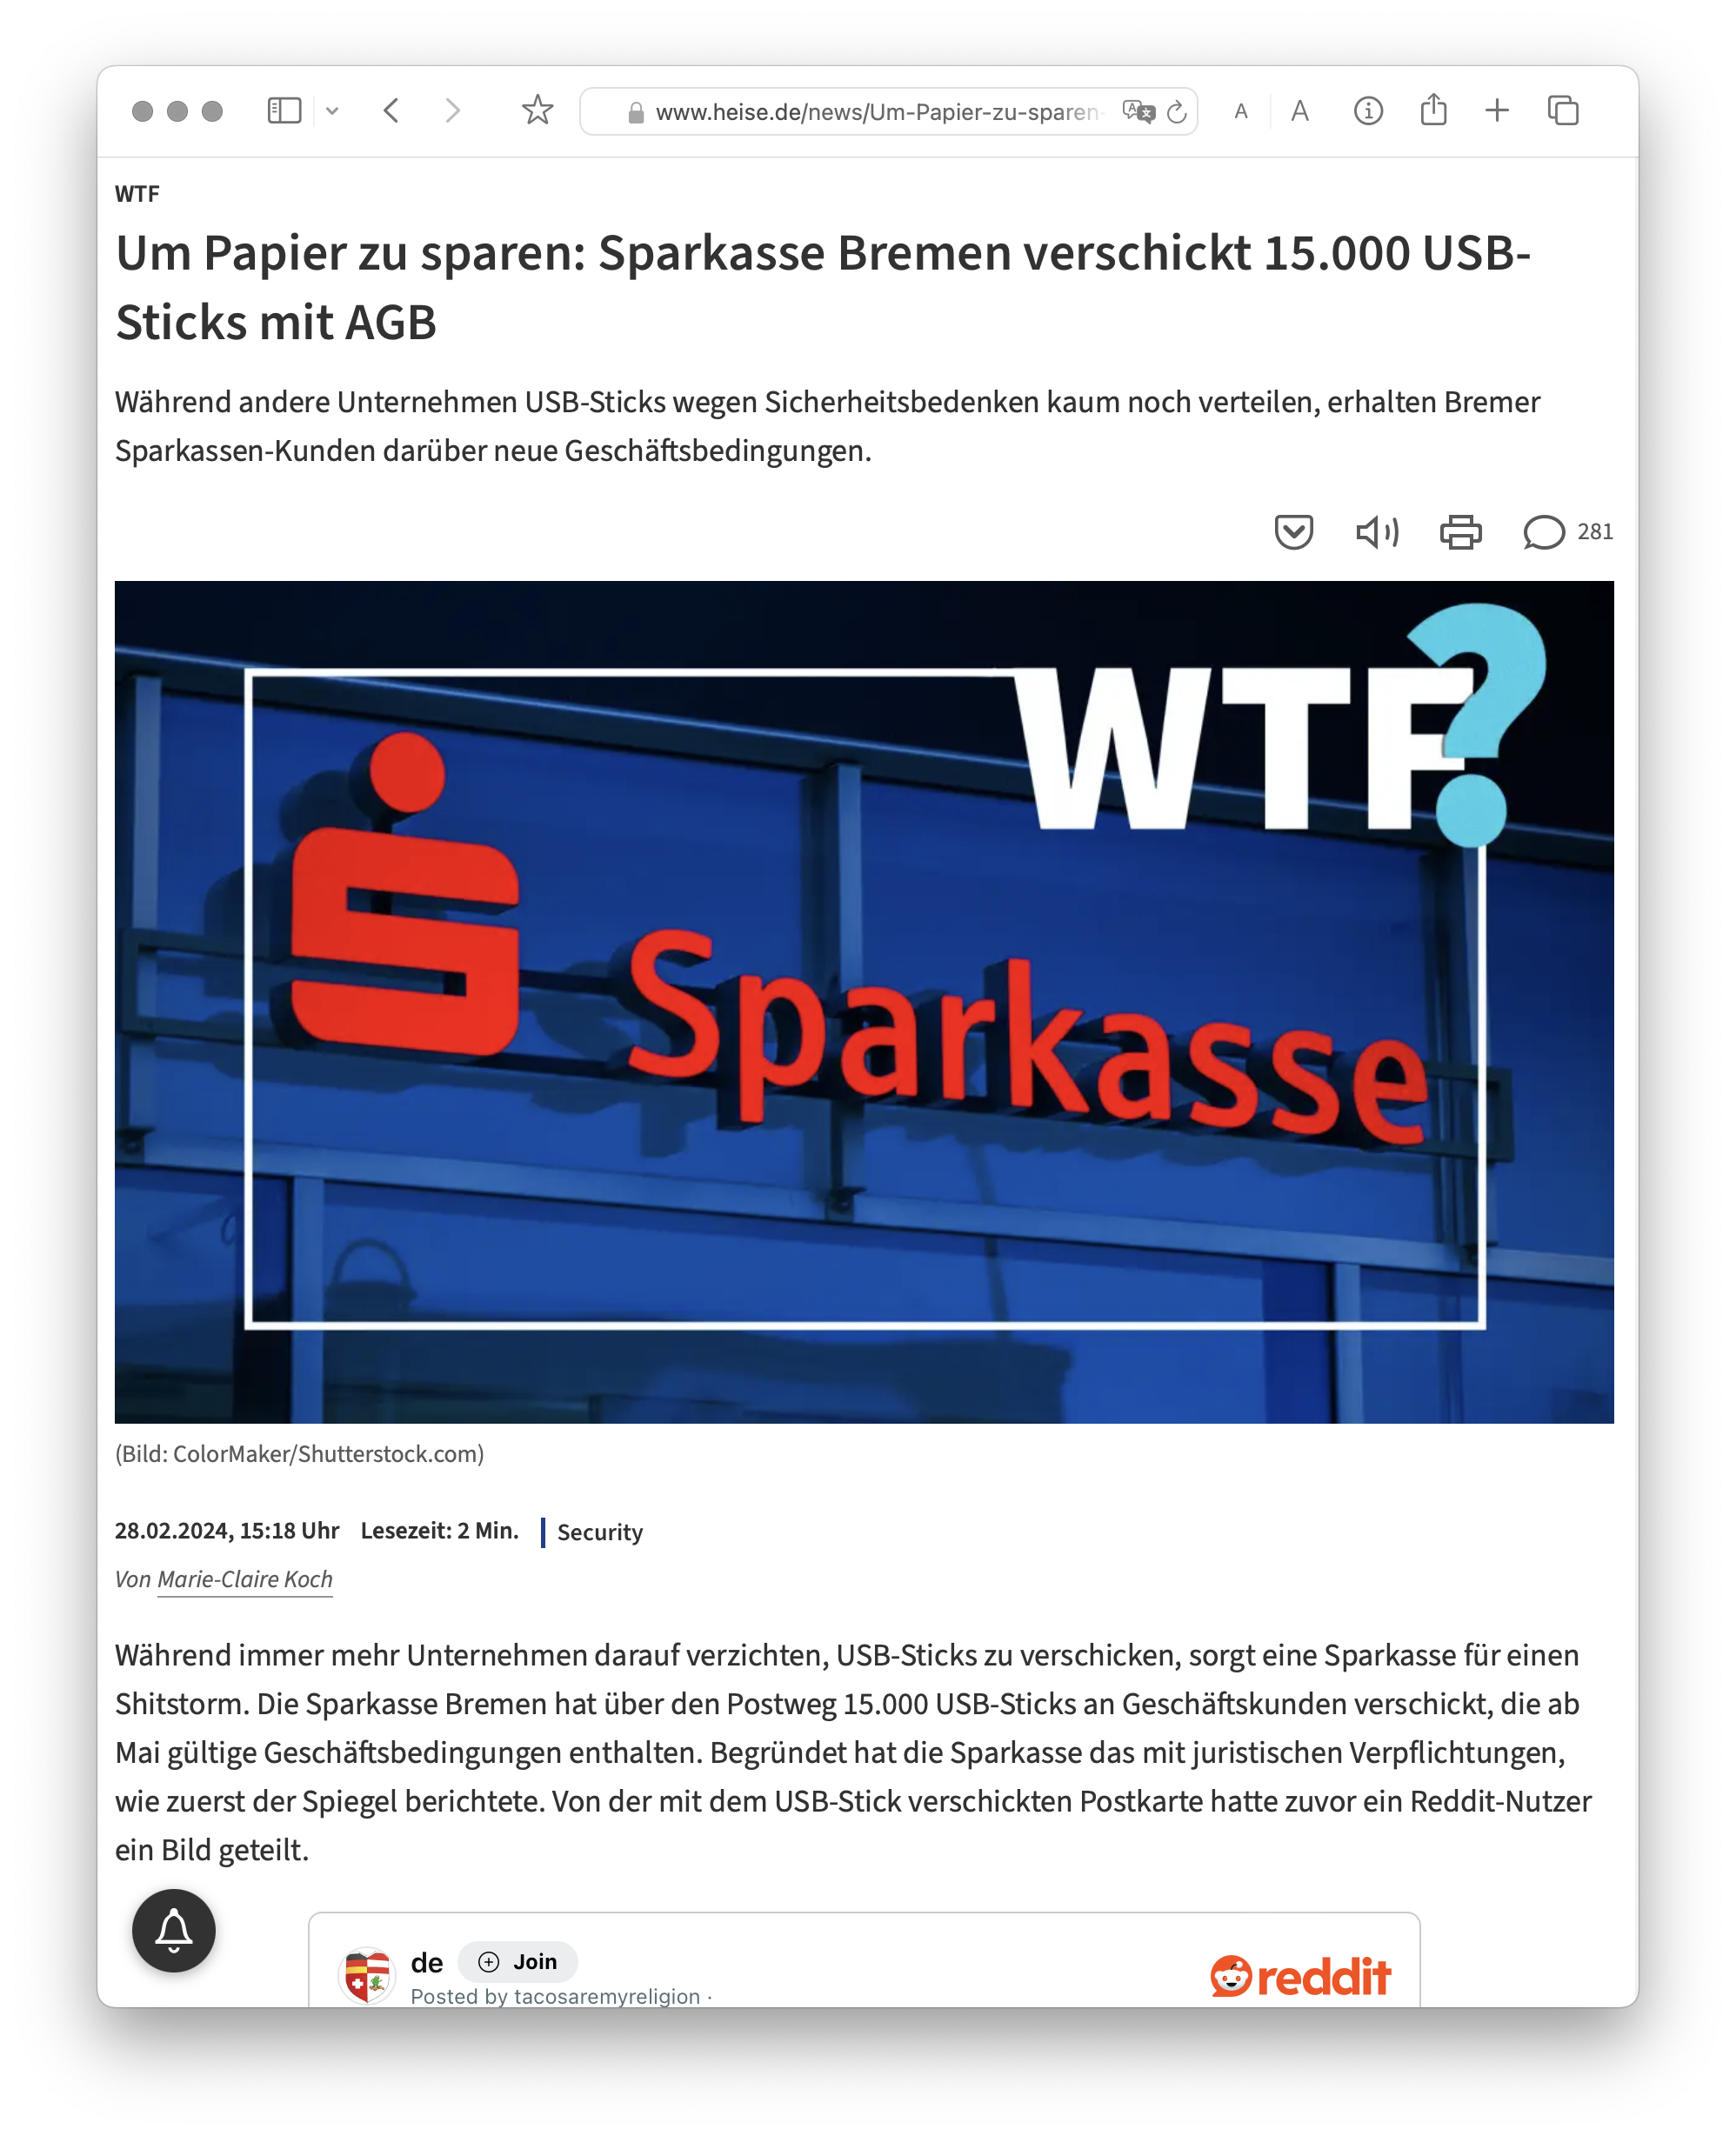 www.heise.de/news/Um-Papier-zu-sparen-
A A
WTF
Um Papier zu sparen: Sparkasse Bremen verschickt 15.000 USB-
Sticks mit AGB
Während andere Unternehmen USB-Sticks wegen Sicherheitsbedenken kaum noch verteilen, erhalten Bremer
Sparkassen-Kunden darüber neue Geschäftsbedingungen.
281
WTF?
Sparkasse
(Bild: ColorMaker/Shutterstock.com)
28.02.2024, 15:18 Uhr Lesezeit: 2 Min. Security
Von Marie-Claire Koch
Während immer mehr Unternehmen darauf verzichten, USB-Sticks zu verschicken, sorgt eine Sparkasse für einen
Shitstorm. Die Sparkasse Bremen hat über den Postweg 15.000 USB-Sticks an Geschäftskunden verschickt, die ab
Mai gültige Geschäftsbedingungen enthalten. Begründet hat die Sparkasse das mit juristischen Verpflichtungen,
wie zuerst der Spiegel berichtete. Von der mit dem USB-Stick verschickten Postkarte hatte zuvor ein Reddit-Nutzer
ein Bild geteilt.
de Join
reddit
Posted by tacosaremyreligion ·